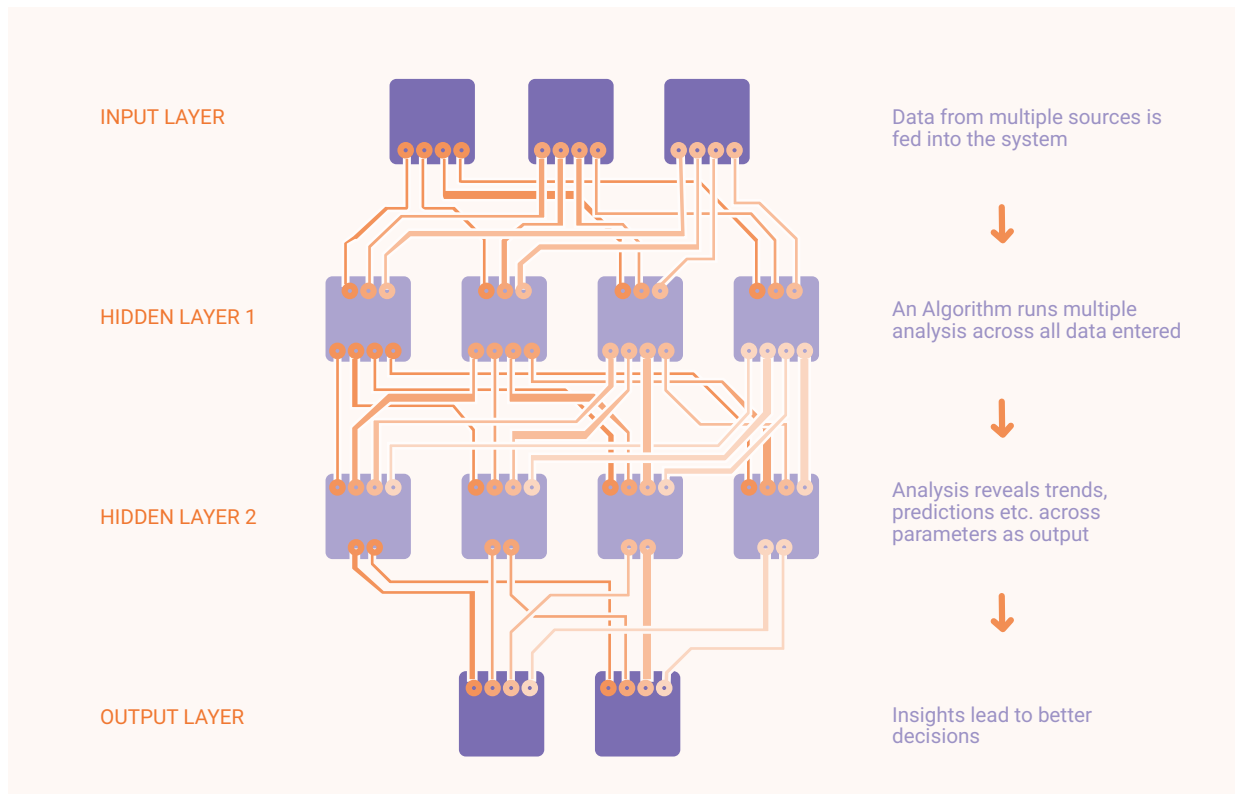 INPUT LAYER
Data from multiple sources is
fed into the system
HIDDEN LAYER 1
An Algorithm runs multiple
analysis across all data entered
HIDDEN LAYER 2
Analysis reveals trends,
predictions etc. across
parameters as output
OUTPUT LAYER
Insights lead to better
decisions